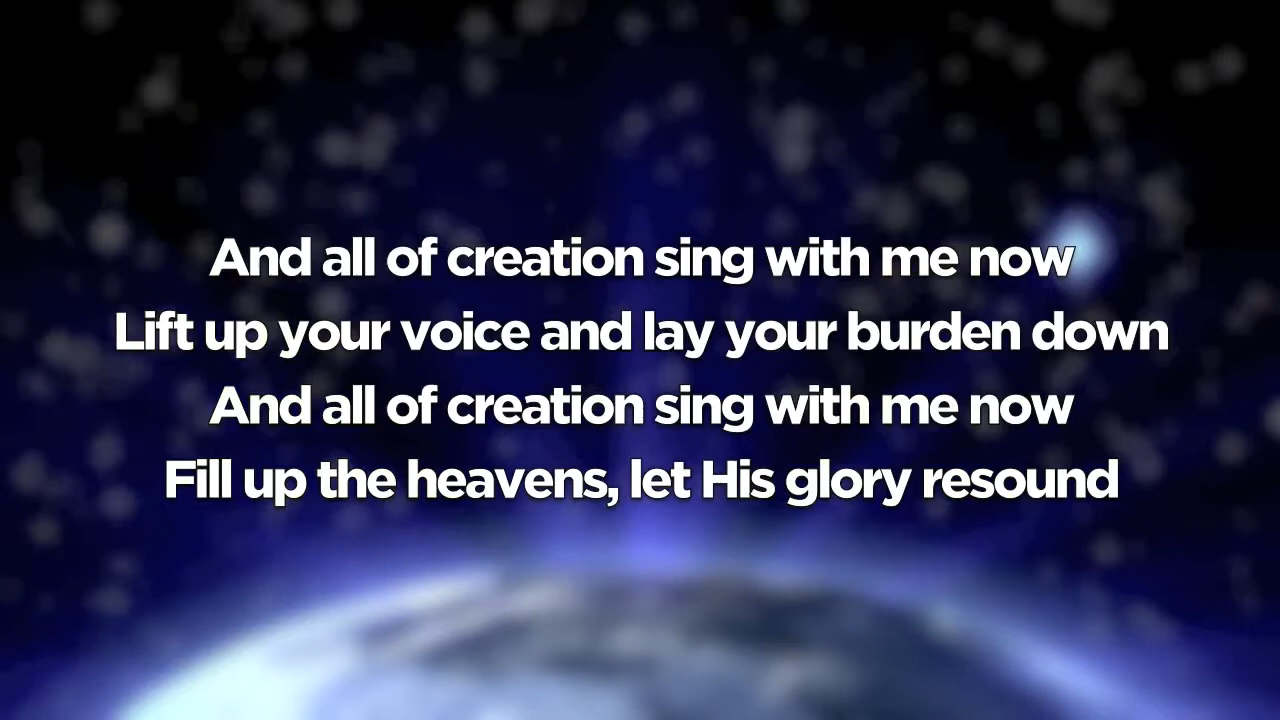 And all of creation sing with me now
Lift up your voice and lay your burden down
And all of creation sing with me now
Fill up the heavens, let His glory resound